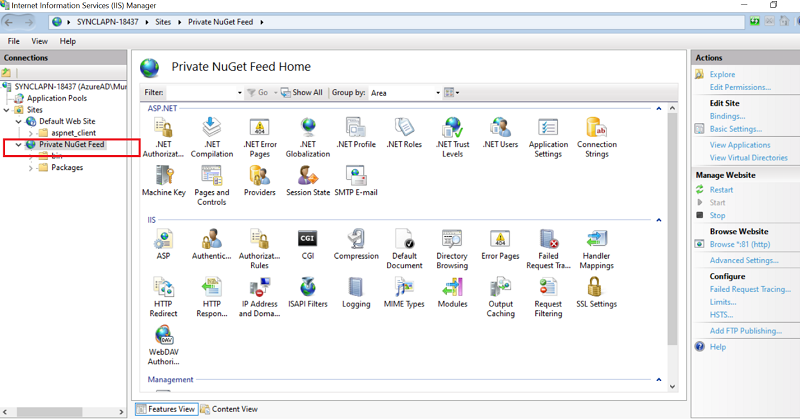 Internet Information Services (IIS) Manager
SYNCLAPN-18437 Sites Private NuGet Feed
File View Help
Connections
SYNCLAPN-18437 (AzureAD\Mur
Application Pools
Sites
Default Web Site
aspnet_client
Private NuGet Feed
bin
Packages
Private NuGet Feed Home
Filter: Go Show All Group by: Area
ASP.NET
.NET Authorizat... .NET Compilation .NET Error Pages .NET Globalization .NET Profile .NET Roles .NET Trust Levels .NET Users Application Settings Connection Strings
Machine Key Pages and Controls Providers Session State SMTP E-mail
IIS
ASP Authentic... Authorizat... Rules CGI Compression Default Document Directory Browsing Error Pages Failed Request Tra... Handler Mappings
HTTP Redirect HTTP Respon... IP Address and Doma... ISAPI Filters Logging MIME Types Modules Output Caching Request Filtering SSL Settings
WebDAV Authori...
Management
Features View Content View
Actions
Explore
Edit Permissions...
Edit Site
Bindings...
Basic Settings...
View Applications
View Virtual Directories
Manage Website
Restart
Start
Stop
Browse Website
Browse *:81 (http)
Advanced Settings...
Configure
Failed Request Tracing...
Limits...
HSTS...
Add FTP Publishing...
Help